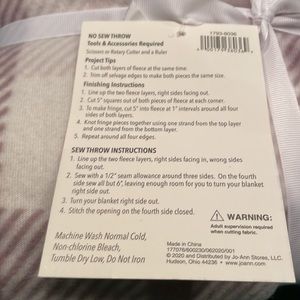 NO SEW THROW
Tools & Accessories Required
Scissors or Rotary Cutter and a Ruler
Project Tips
1. Cut both layers of fleece at the same time.
2. Trim off selvage edges to make both pieces the same size.
Finishing Instructions
1. Line up the two fleece layers, right sides facing out.
2. Cut 5" squares out of both pieces of fleece at each corner.
3. Cut 5" fringe to make to 1" intervals around all four sides of both layers.
4. Knot fringe pieces together using one strand from the top layer and one strand from the bottom layer.
5. Repeat around all four edges.
SEW THROW INSTRUCTIONS
1. Line up the two fleece layers, right sides facing in, wrong sides facing out.
2. Sew with a 1/2" seam allowance around three sides. On the fourth side sew all but 6", leaving enough room for you to turn your blanket right side out.
3. Turn your blanket right side out.
4. Stitch the opening on the fourth side closed.
Machine Wash Normal Cold,
Non-chlorine Bleach,
Tumble Dry Low, Do Not Iron
WARNING:
Adult supervision required
when cutting fabric.
Made in China
177076/600230/062020/001
© 2020 and Distributed by Jo-Ann Stores, LLC
Hudson, Ohio 44236 ~ www.joann.com